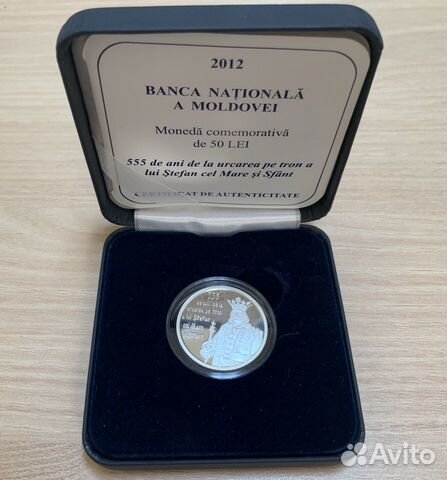 2012
BANCA NAȚIONALĂ
A MOLDOVEI
Monedă comemorativă
de 50 LEI
555 de ani de la urcarea pe tron a
lui Ștefan cel Mare și Sfânt
CERTIFICAT DE AUTENTICITATE
555
de ani de la
urcarea pe tron
a lui Ștefan
cel Mare
și Sfânt
Avito